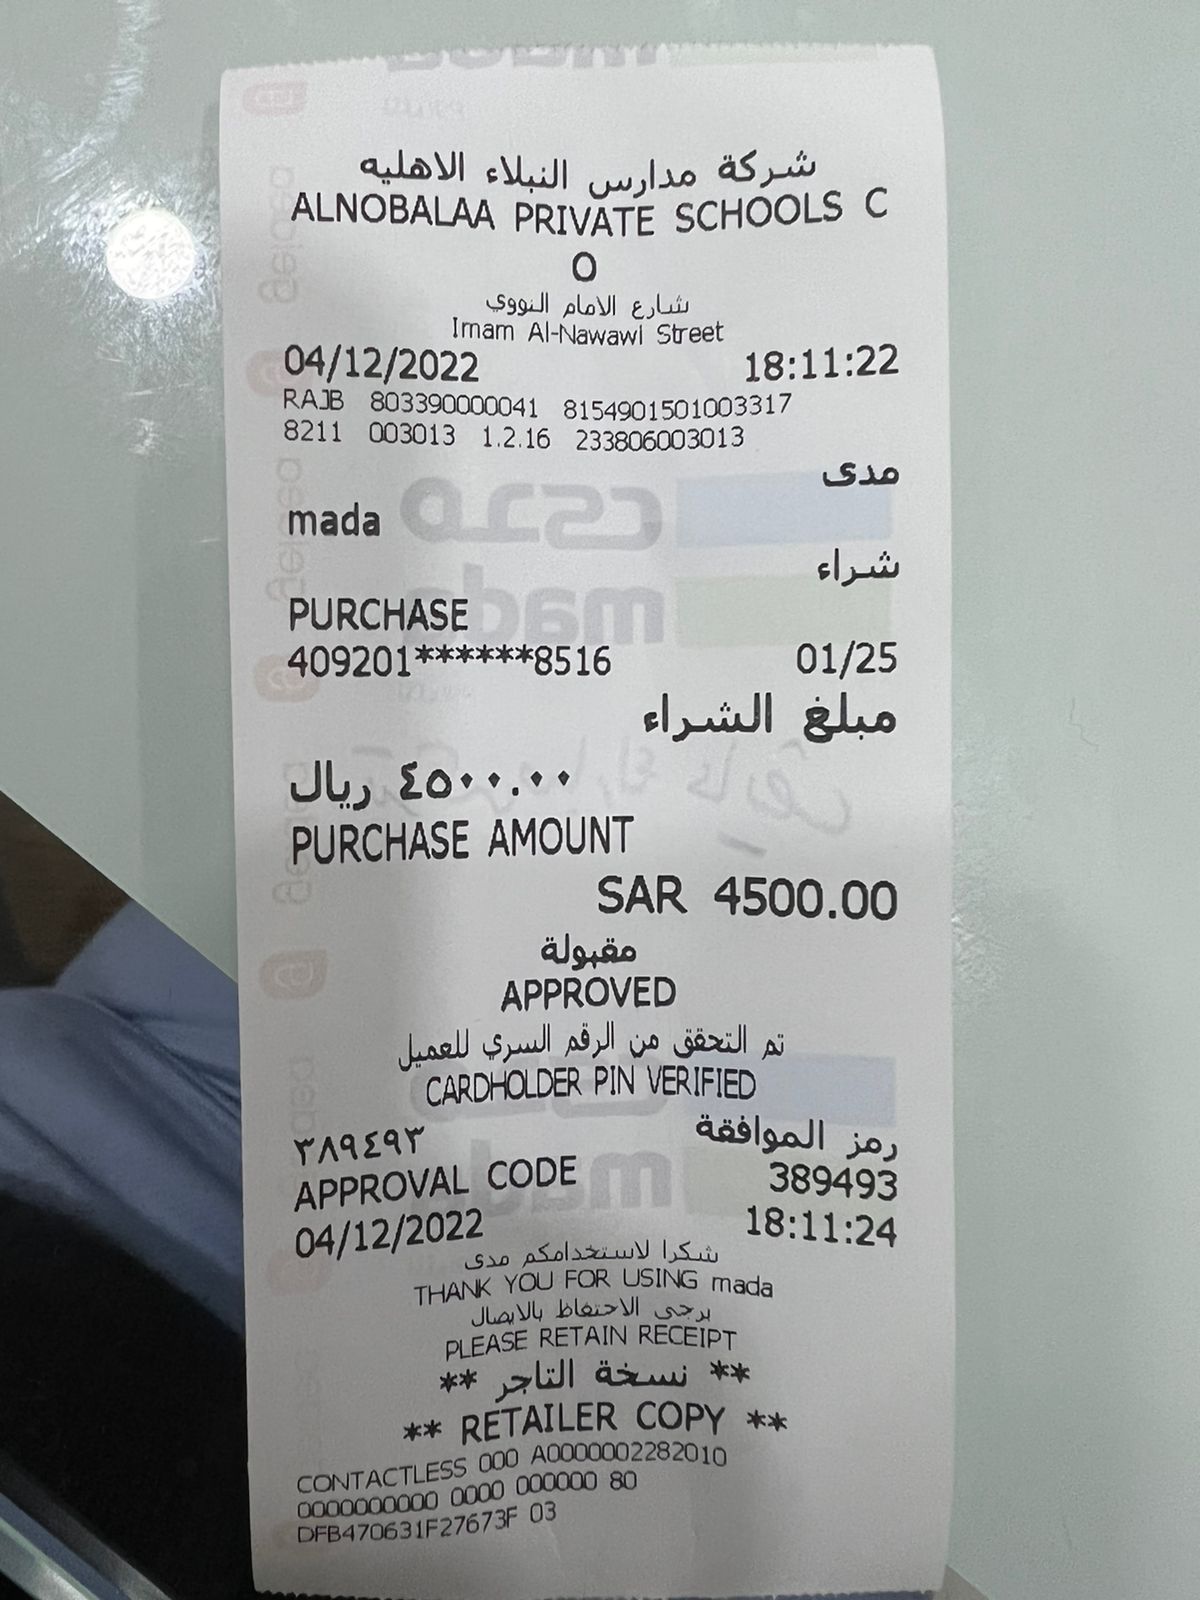 شركة مدارس النبلاء الاهليه
ALNOBALAA PRIVATE SCHOOLS C
O
شارع الامام النووي
Imam Al-Nawawi Street
04/12/2022 18:11:22
RAJB 803390000041 8154901501003317
8211 003013 1.2.16 233806003013
مدى
mada
شراء
PURCHASE
409201******8516 01/25
مبلغ الشراء
٤٥٠٠.٠٠ ريال
PURCHASE AMOUNT
SAR 4500.00
مقبولة
APPROVED
تم التحقق من الرقم السري للعميل
CARDHOLDER PIN VERIFIED
رمز الموافقة ٣٨٩٤٩٣
APPROVAL CODE 389493
04/12/2022 18:11:24
شكرا لاستخدامكم مدى
THANK YOU FOR USING mada
يرجى الاحتفاظ بالايصال
PLEASE RETAIN RECEIPT
** نسخة التاجر **
** RETAILER COPY **
CONTACTLESS 000 A0000002282010
0000000000 0000 000000 80
DFB470631F27673F 03